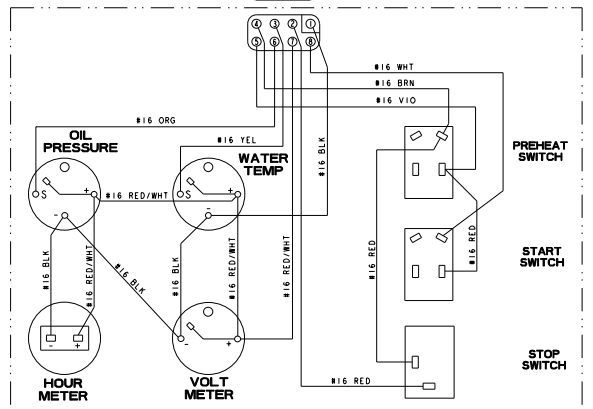 4 3 2 1
5 6 7 8
#16 WHT
#16 BRN
#16 VIO
#16 ORG
#16 YEL
#16 BLK
OIL
PRESSURE
WATER
TEMP
PREHEAT
SWITCH
S + -
#16 RED/WHT
S + -
#16 BLK
#16 RED/WHT
#16 BLK
#16 BLK
#16 RED/WHT
#16 RED/WHT
#16 RED
#16 RED
START
SWITCH
- +
- +
STOP
SWITCH
HOUR
METER
VOLT
METER
#16 RED